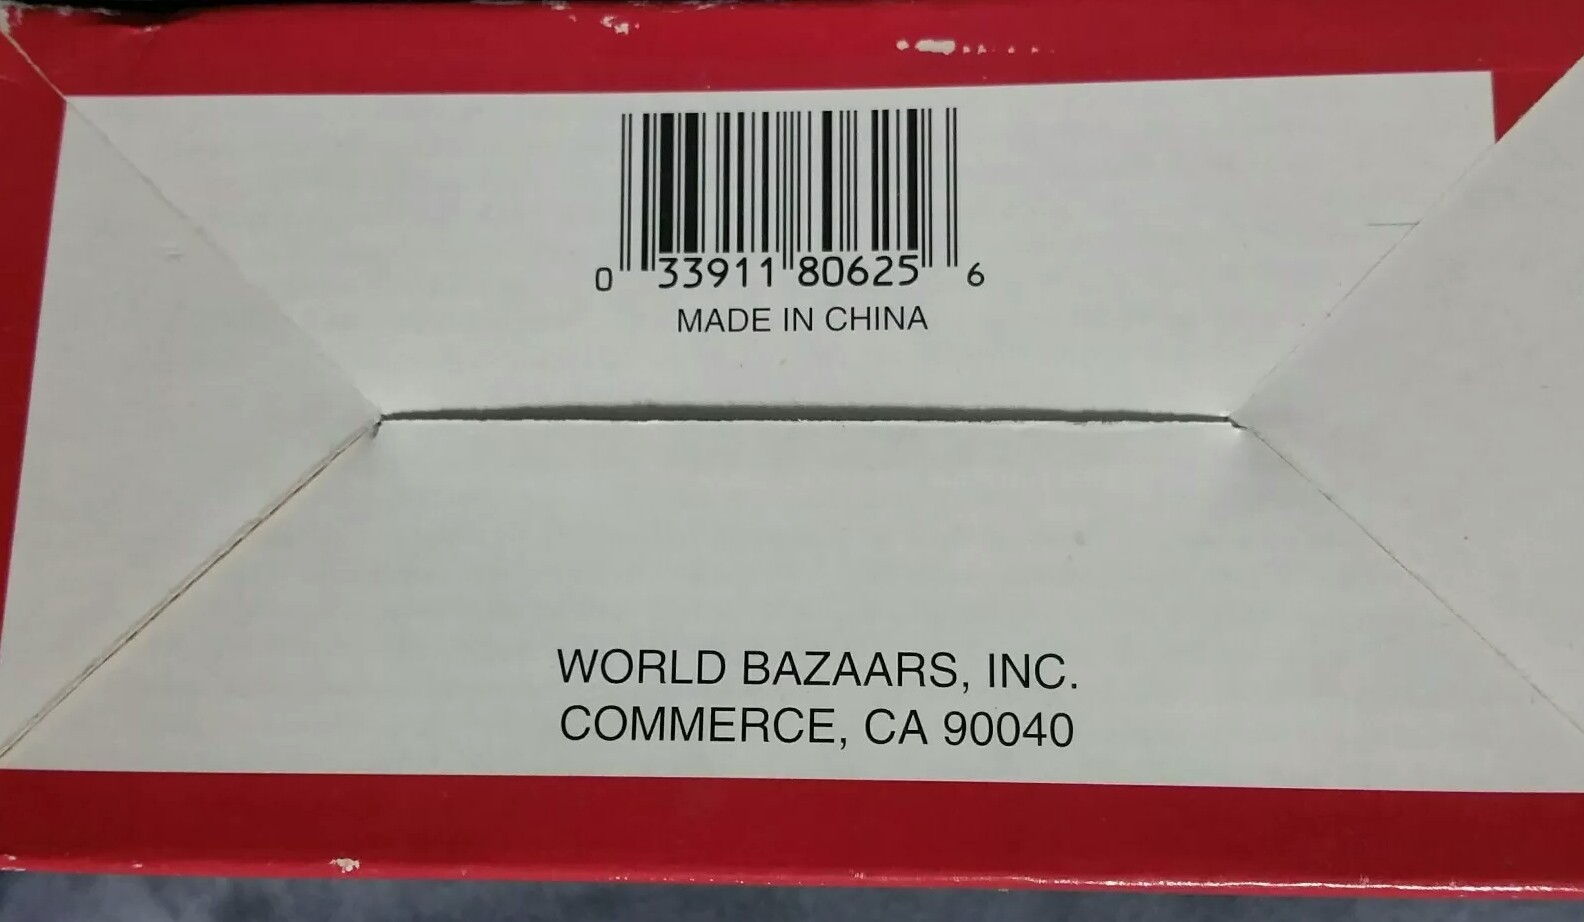 0 33911 80625 6
MADE IN CHINA
WORLD BAZAARS, INC.
COMMERCE, CA 90040